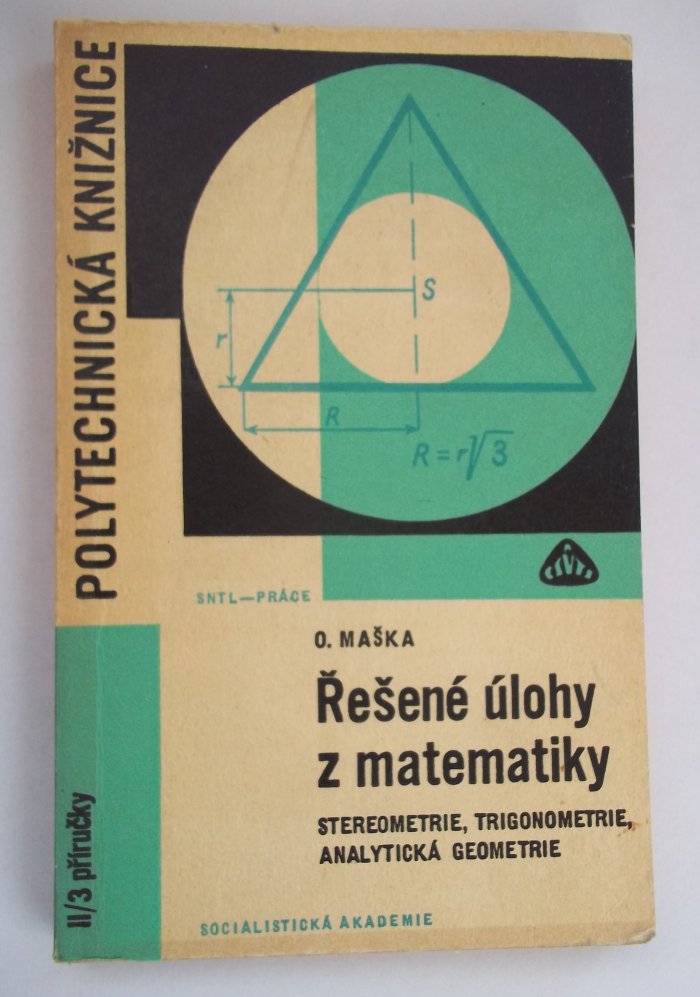 POLYTECHNICKÁ KNIŽNICE
II/3 příručky
S
r
R
R = r√3
SNTL—PRÁCE
O. MAŠKA
Řešené úlohy
z matematiky
STEREOMETRIE, TRIGONOMETRIE,
ANALYTICKÁ GEOMETRIE
SOCIALISTICKÁ AKADEMIE